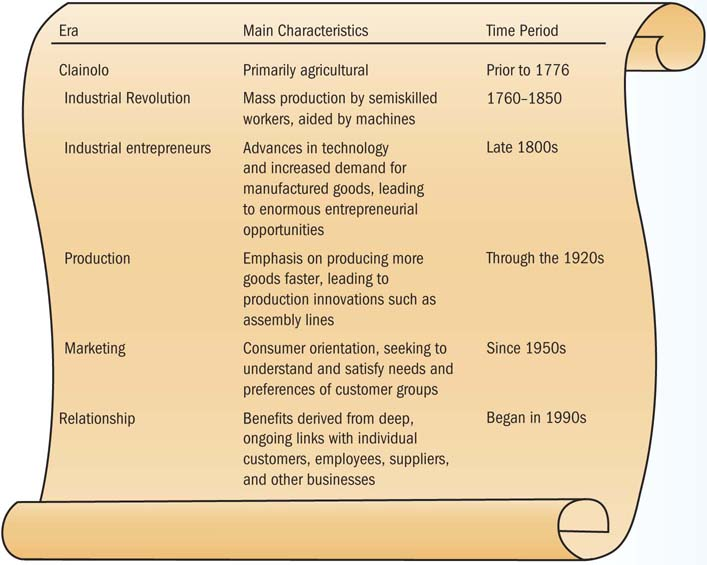 Era Main Characteristics Time Period
Clainolo Primarily agricultural Prior to 1776
Industrial Revolution Mass production by semiskilled 1760–1850
workers, aided by machines
Industrial entrepreneurs Advances in technology Late 1800s
and increased demand for
manufactured goods, leading
to enormous entrepreneurial
opportunities
Production Emphasis on producing more Through the 1920s
goods faster, leading to
production innovations such as
assembly lines
Marketing Consumer orientation, seeking to Since 1950s
understand and satisfy needs and
preferences of customer groups
Relationship Benefits derived from deep, Began in 1990s
ongoing links with individual
customers, employees, suppliers,
and other businesses